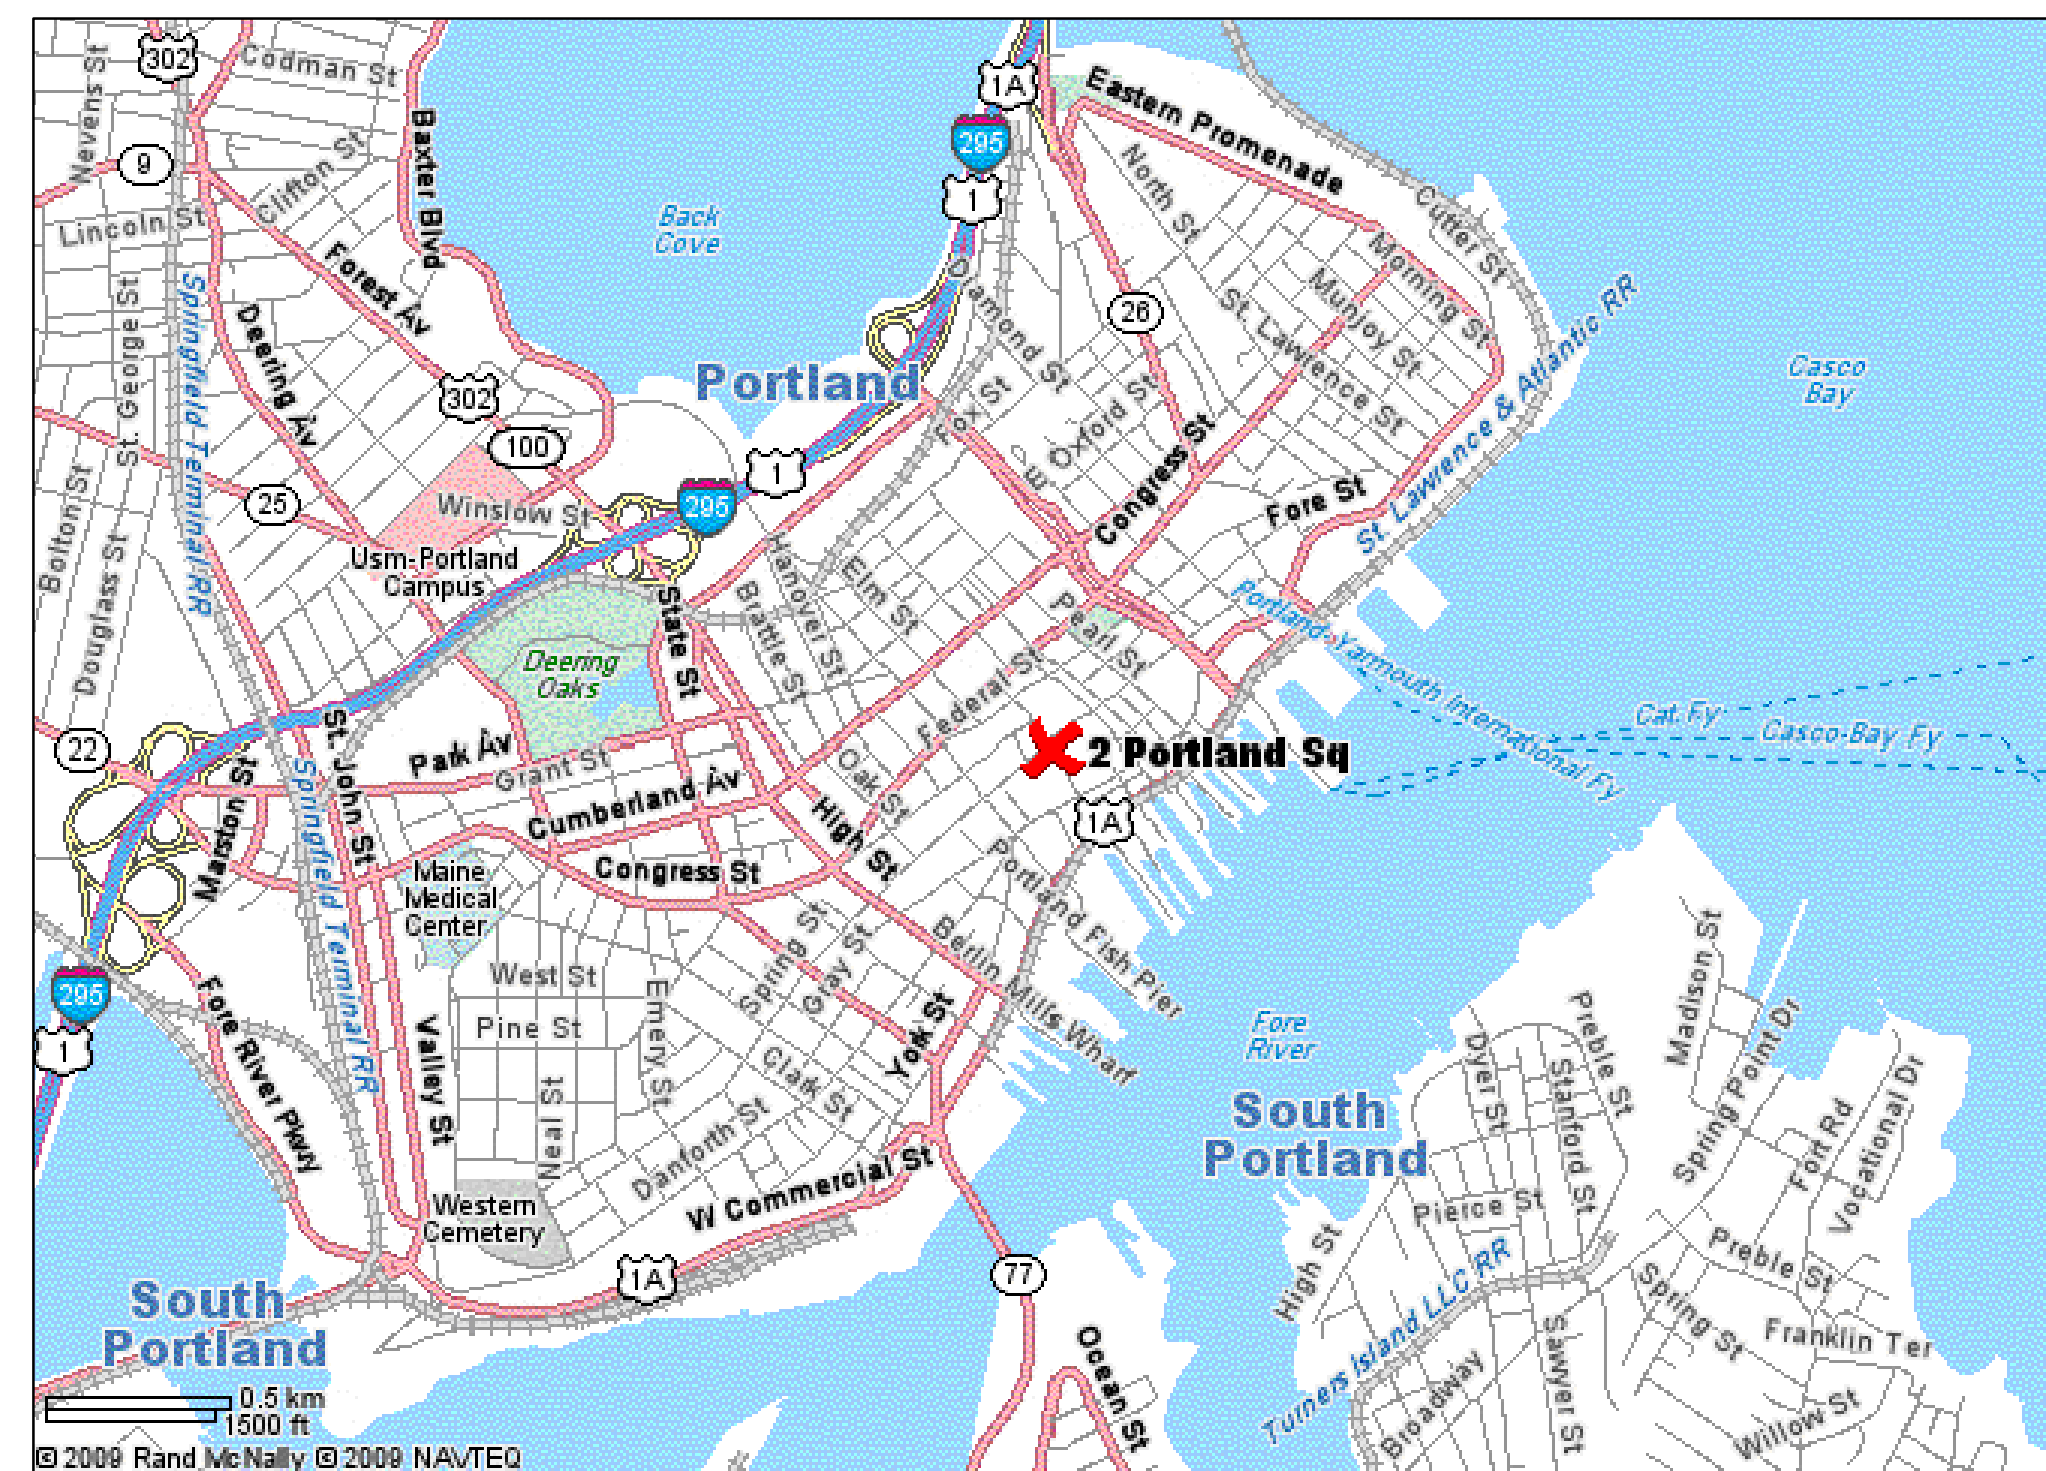 302
Codman St
Nevens St
Baxter Blvd
9
Clifton St
Lincoln St
Forest Av
St. George St
Springfield Terminal RR
Deering Av
302
100
25
Winslow St
Usm-Portland
Campus
Bolton St
Douglass St
Back
Cove
Portland
1A
295
1
Eastern Promenade
North St
Cutter St
Morning St
Munjoy St
St. Lawrence St
26
Diamond St
Fox St
Oxford St
E
Congress St
Fore St
St. Lawrence & Atlantic RR
Casco
Bay
1
295
Hanover St
Elm St
Brattle St
State St
Pearl St
Federal St
Deering
Oaks
Portland-Yarmouth International Fy
Cat Fy
Casco-Bay Fy
2 Portland Sq
1A
22
St. John St
Park Av
Grant St
Cumberland Av
Oak St
High St
Marston St
Springfield Terminal RR
Congress St
Maine
Medical
Center
Portland Fish Pier
Berlin Mills Wharf
Spring St
Gray St
West St
Pine St
Emery St
York St
Clark St
295
1
Fore River Pkwy
Valley St
Neal St
Danforth St
W Commercial St
Western
Cemetery
1A
77
Fore
River
South
Portland
Madison St
Preble St
Dyer St
Stanford St
Spring Point Dr
Fort Rd
Vocational Dr
Pierce St
High St
Turners Island LLC RR
Preble St
Spring St
Franklin Ter
Sawyer St
Broadway
Willow St
Ocean St
South
Portland
0.5 km
1500 ft
© 2009 Rand McNally © 2009 NAVTEQ